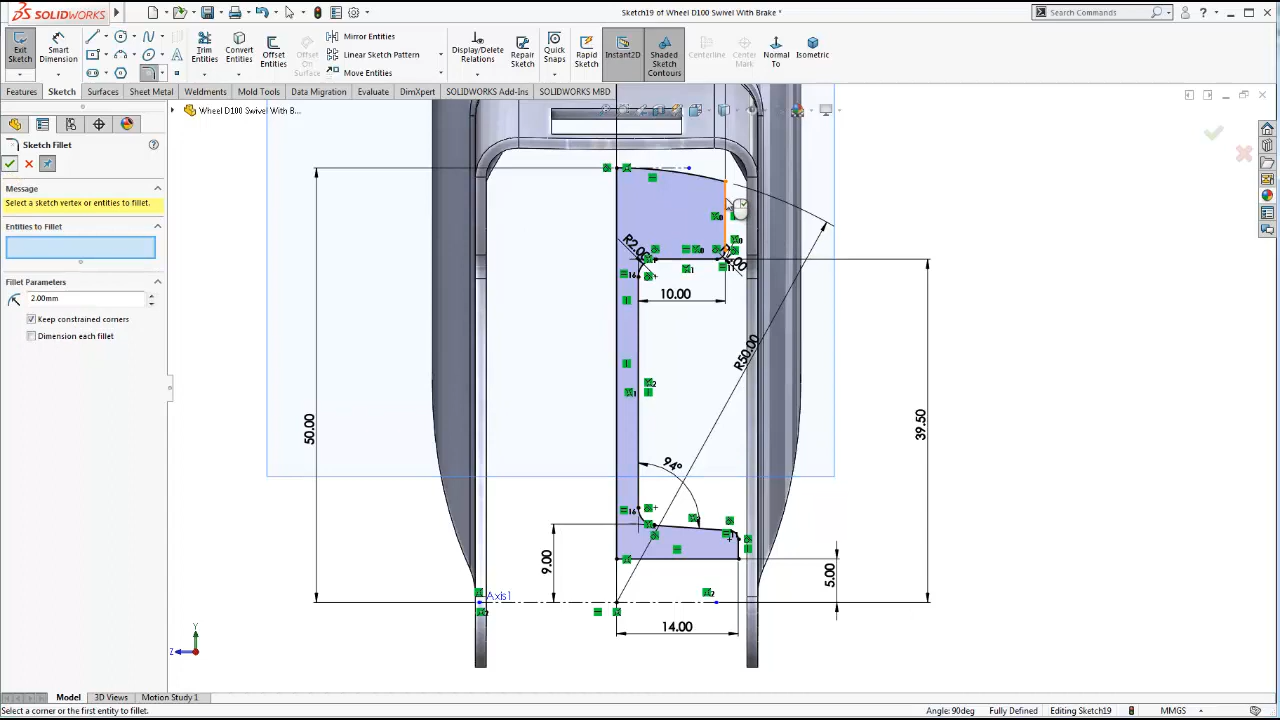 SOLIDWORKS
Sketch19 of Wheel D100 Swivel With Brake *
Search Commands
Exit Sketch
Smart Dimension
Trim Entities
Convert Entities
Offset Entities
Offset On Surface
Mirror Entities
Linear Sketch Pattern
Move Entities
Display/Delete Relations
Repair Sketch
Quick Snaps
Rapid Sketch
Instant2D
Shaded Sketch Contours
Centerline
Center Mark
Normal To
Isometric
Features
Sketch
Surfaces
Sheet Metal
Weldments
Mold Tools
Data Migration
Evaluate
DimXpert
SOLIDWORKS Add-Ins
SOLIDWORKS MBD
Wheel D100 Swivel With B...
Sketch Fillet
Message
Select a sketch vertex or entities to fillet.
Entities to Fillet
Fillet Parameters
2.00mm
Keep constrained corners
Dimension each fillet
R2.00
10.00
R50.00
50.00
39.50
94°
9.00
5.00
Axis1
14.00
Y
Z
Model
3D Views
Motion Study 1
Select a corner or the first entity to fillet.
Angle: 90deg
Fully Defined
Editing Sketch19
MMGS